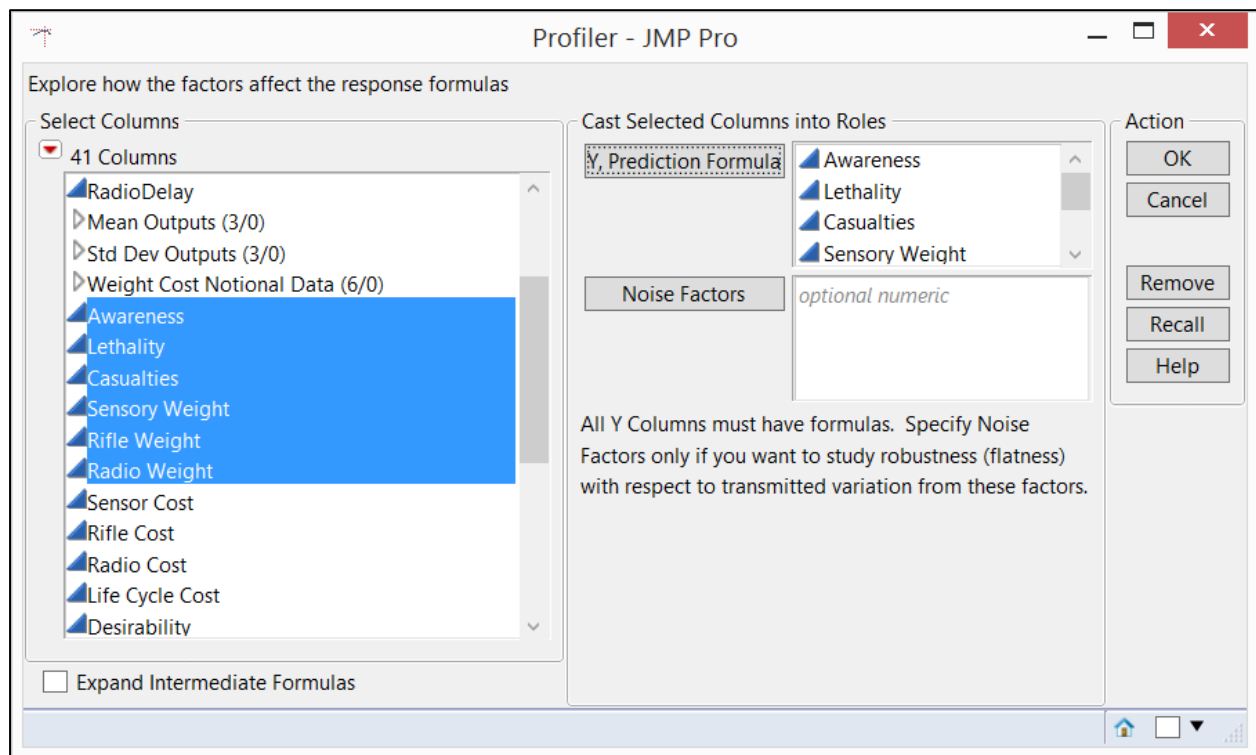 Profiler - JMP Pro
Explore how the factors affect the response formulas
Select Columns
41 Columns
RadioDelay
Mean Outputs (3/0)
Std Dev Outputs (3/0)
Weight Cost Notional Data (6/0)
Awareness
Lethality
Casualties
Sensory Weight
Rifle Weight
Radio Weight
Sensor Cost
Rifle Cost
Radio Cost
Life Cycle Cost
Desirability
Expand Intermediate Formulas
Cast Selected Columns into Roles
Y, Prediction Formula
Awareness
Lethality
Casualties
Sensory Weight
Noise Factors
optional numeric
All Y Columns must have formulas. Specify Noise
Factors only if you want to study robustness (flatness)
with respect to transmitted variation from these factors.
Action
OK
Cancel
Remove
Recall
Help